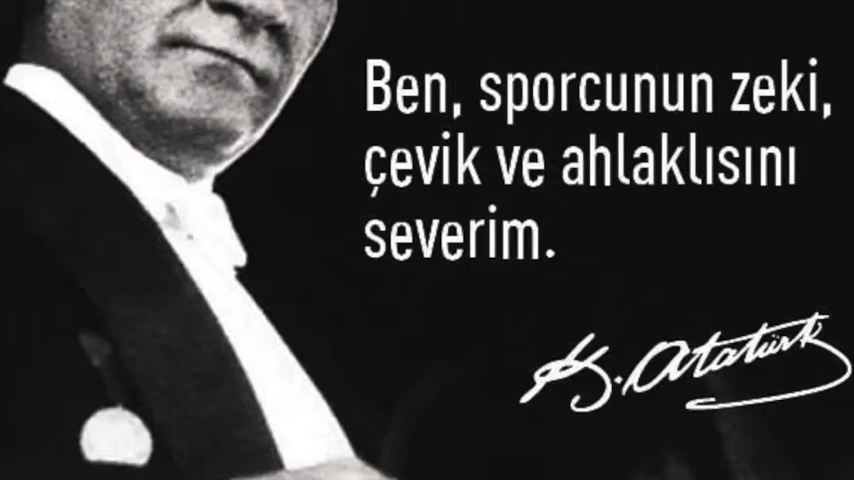 Ben, sporcunun zeki,
çevik ve ahlaklısını
severim.
K. Atatürk